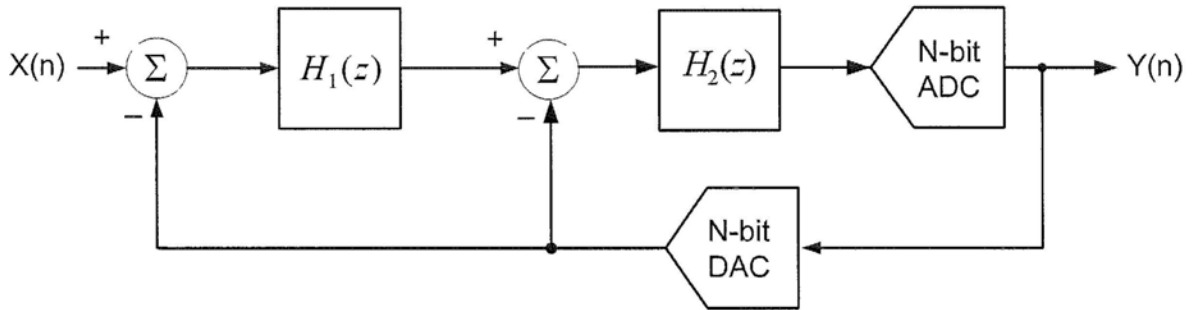 X(n)
+
Σ
−
H₁(z)
+
Σ
−
H₂(z)
N-bit
ADC
Y(n)
N-bit
DAC